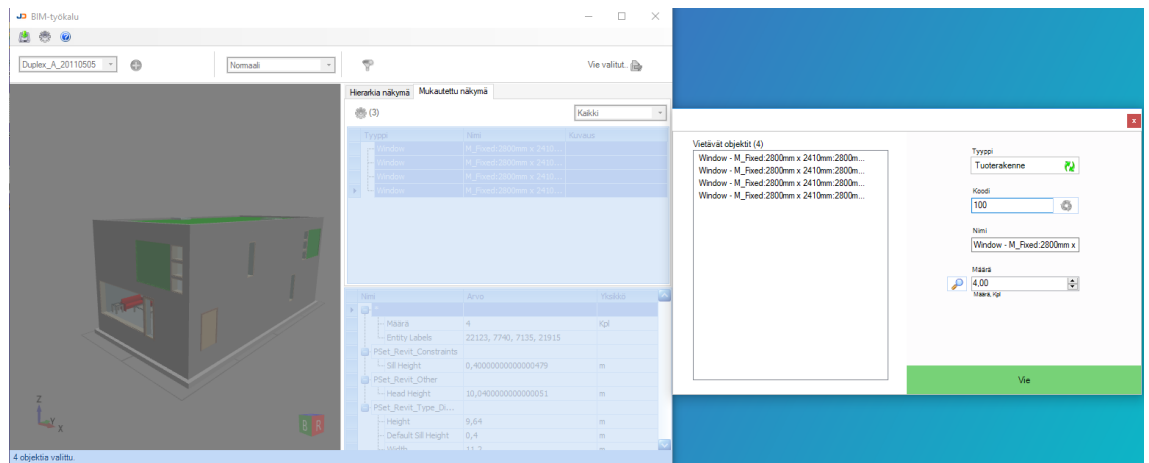 JD BIM-työkalu
Duplex_A_20110505
Normaali
Vie valitut..
Hierarkia näkymä Mukautettu näkymä
(3)
Kaikki
Tyyppi Nimi Kuvaus
Window M_Fixed:2800mm x 2410...
Window M_Fixed:2800mm x 2410...
Window M_Fixed:2800mm x 2410...
Window M_Fixed:2800mm x 2410...
Nimi Arvo Yksikkö
Määrä 4 Kpl
Entity Labels 22123, 7740, 7135, 21915
PSet_Revit_Constraints
Sill Height 0,40000000000000479 m
PSet_Revit_Other
Head Height 10,0400000000000051 m
PSet_Revit_Type_Di...
Height 9,64 m
Default Sill Height 0,4 m
Width 11,2 m
Z
Y
X
B R
4 objektia valittu.
x
Vietävät objektit (4)
Window - M_Fixed:2800mm x 2410mm:2800m...
Window - M_Fixed:2800mm x 2410mm:2800m...
Window - M_Fixed:2800mm x 2410mm:2800m...
Window - M_Fixed:2800mm x 2410mm:2800m...
Tyyppi
Tuoterakenne
Koodi
100
Nimi
Window - M_Fixed:2800mm x
Määrä
4,00
Määrä, Kpl
Vie